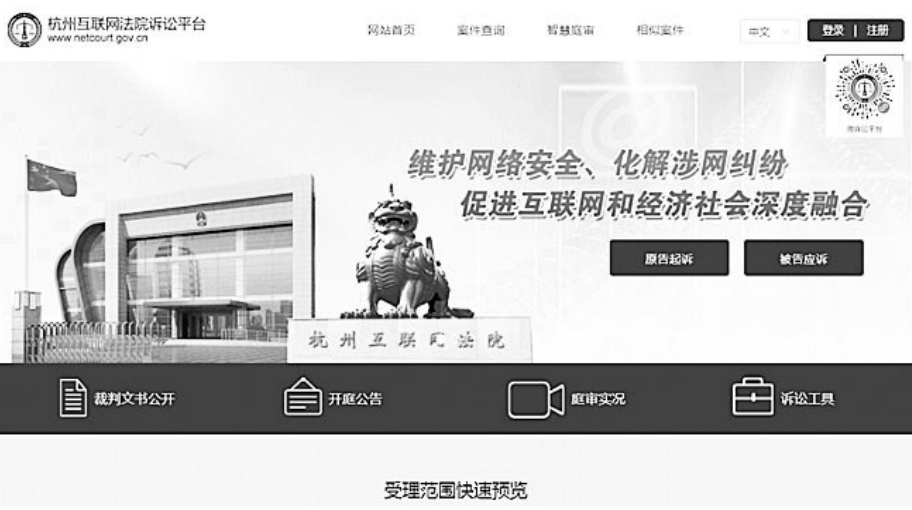 杭州互联网法院诉讼平台
www.netcourt.gov.cn
网站首页 案件查询 智慧庭审 相似案件 中文 登录 | 注册
微诉讼平台
维护网络安全、化解涉网纠纷
促进互联网和经济社会深度融合
原告起诉 被告应诉
杭州互联网法院
裁判文书公开 开庭公告 庭审实况 诉讼工具
受理范围快速预览